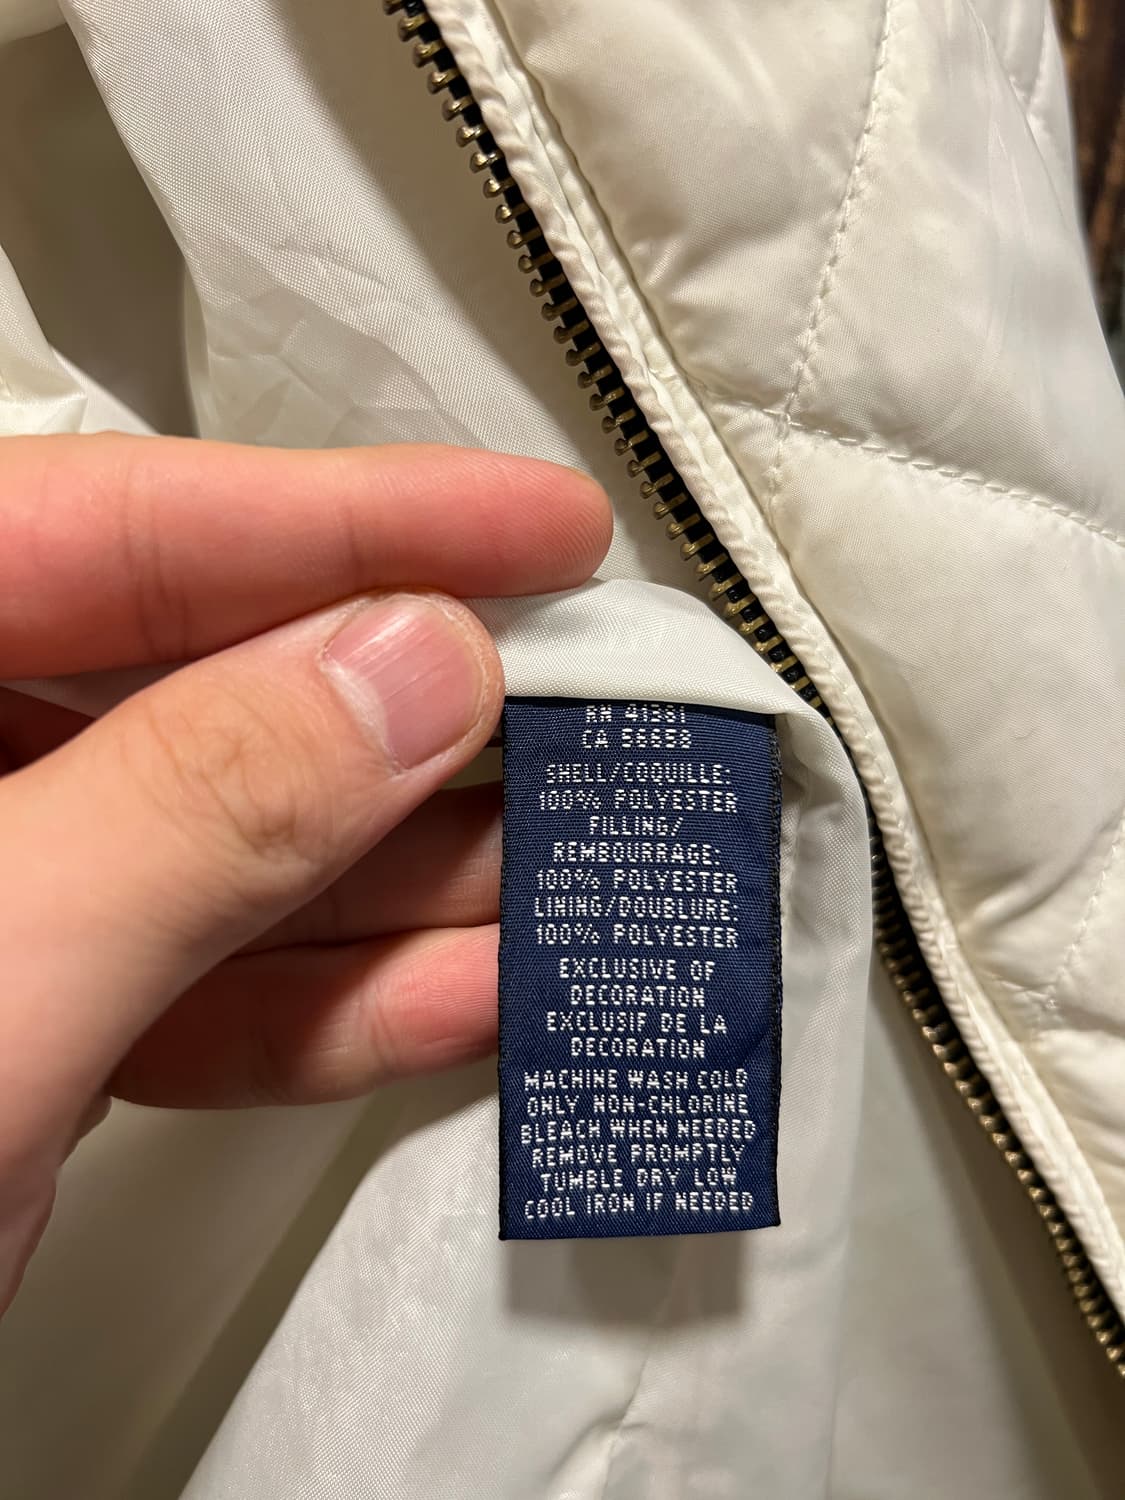 RN 41381
CA 56658
SHELL/COQUILLE:
100% POLYESTER
FILLING/
REMBOURRAGE:
100% POLYESTER
LINING/DOUBLURE:
100% POLYESTER
EXCLUSIVE OF
DECORATION
EXCLUSIF DE LA
DECORATION
MACHINE WASH COLD
ONLY NON-CHLORINE
BLEACH WHEN NEEDED
REMOVE PROMPTLY
TUMBLE DRY LOW
COOL IRON IF NEEDED